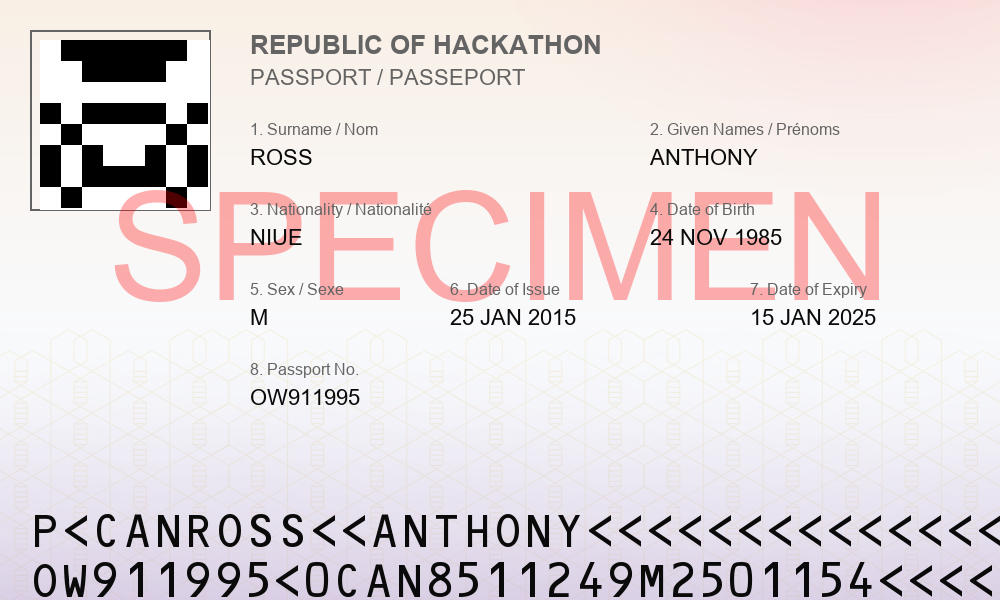 REPUBLIC OF HACKATHON
PASSPORT / PASSEPORT
1. Surname / Nom 2. Given Names / Prénoms
ROSS ANTHONY
SPECIMEN
3. Nationality / Nationalité 4. Date of Birth
NIUE 24 NOV 1985
5. Sex / Sexe 6. Date of Issue 7. Date of Expiry
M 25 JAN 2015 15 JAN 2025
8. Passport No.
OW911995
P<CANROSS<<ANTHONY<<<<<<<<<<<<<<
OW911995<0CAN8511249M2501154<<<<